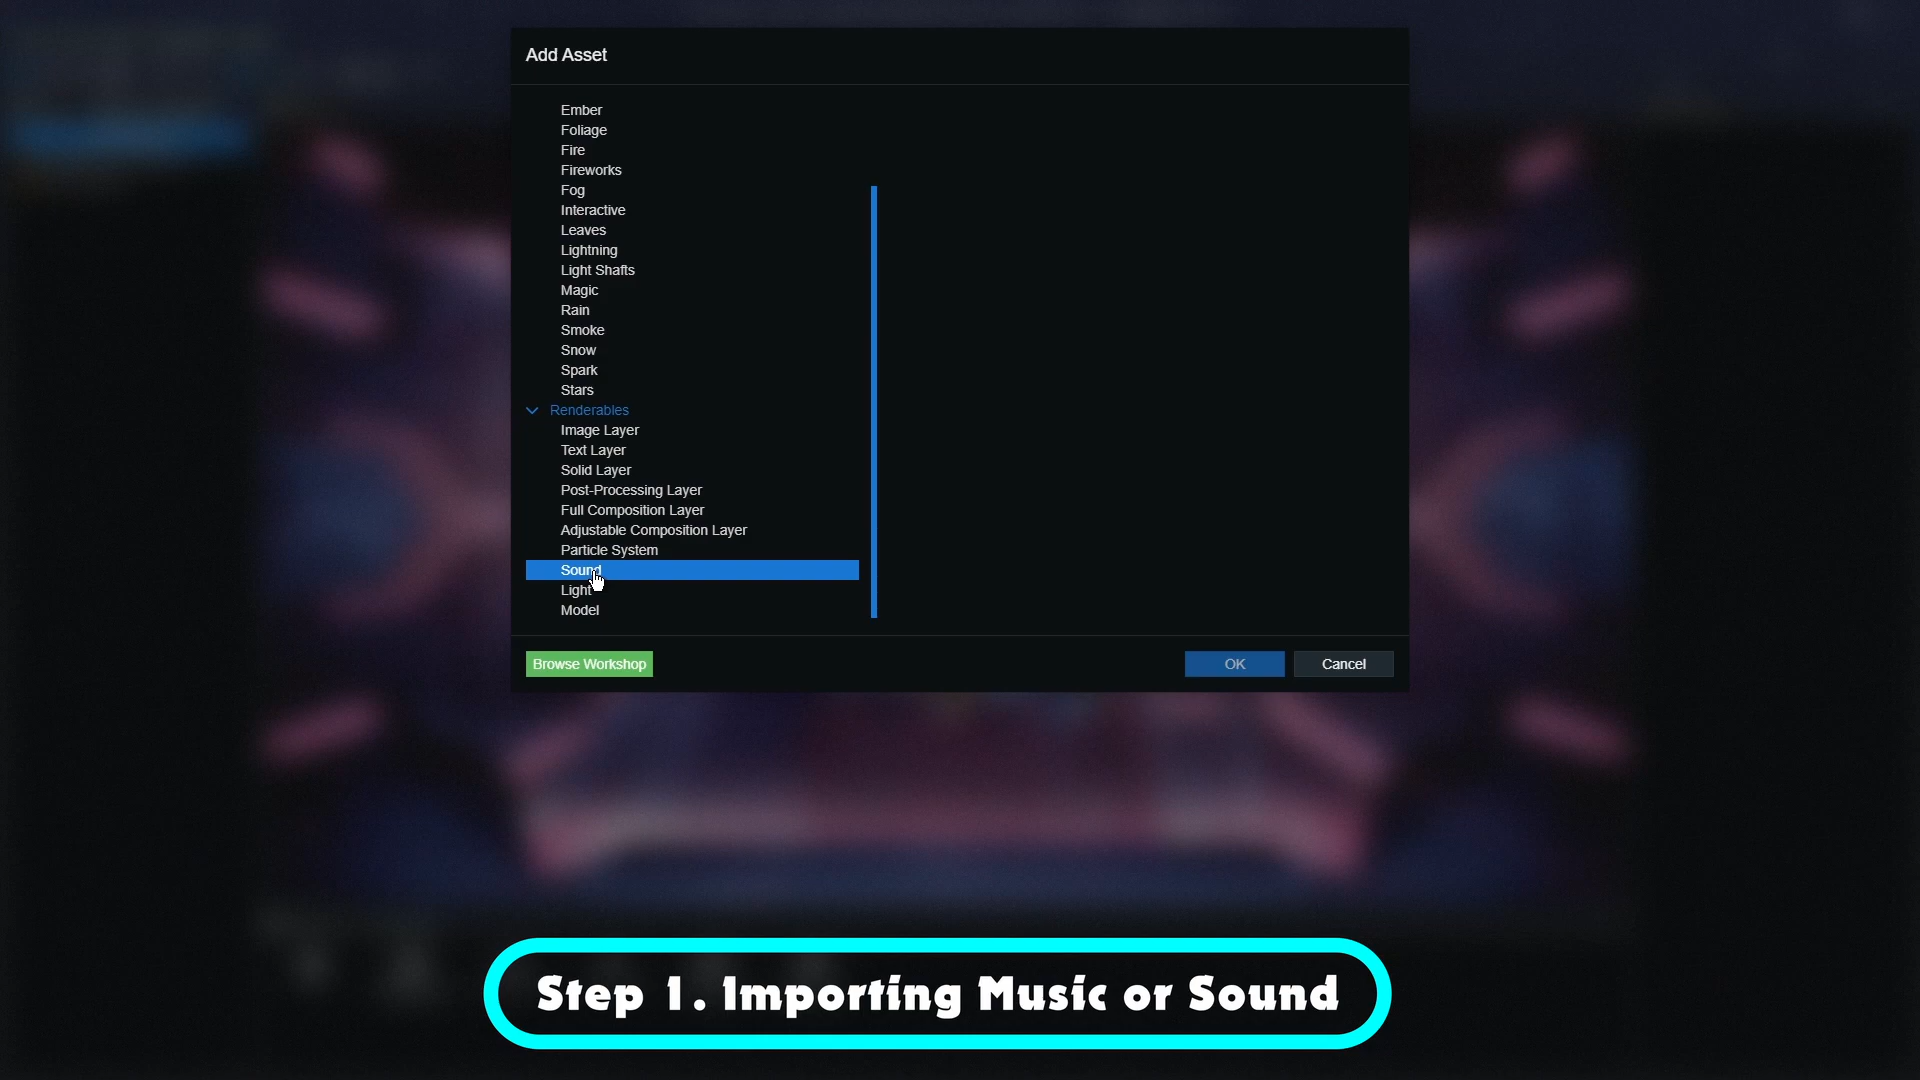 Add Asset
Ember
Foliage
Fire
Fireworks
Fog
Interactive
Leaves
Lightning
Light Shafts
Magic
Rain
Smoke
Snow
Spark
Stars
Renderables
Image Layer
Text Layer
Solid Layer
Post-Processing Layer
Full Composition Layer
Adjustable Composition Layer
Particle System
Sound
Light
Model
Browse Workshop
OK
Cancel
Step 1. Importing Music or Sound